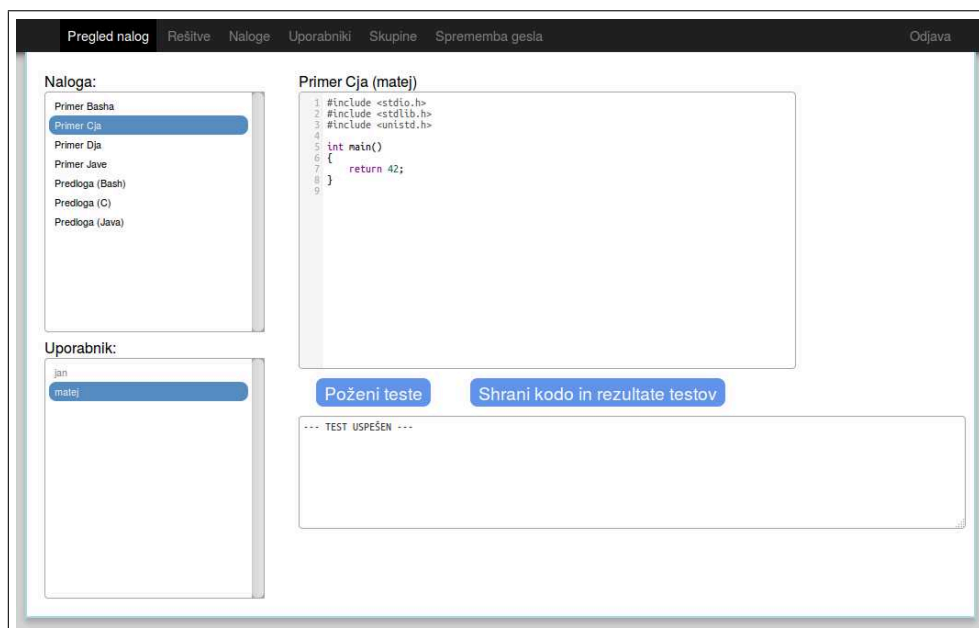 Pregled nalog Rešitve Naloge Uporabniki Skupine Sprememba gesla Odjava
Naloga:
Primer Basha
Primer Cja
Primer Dja
Primer Jave
Predloga (Bash)
Predloga (C)
Predloga (Java)
Uporabnik:
jan
matej
Primer Cja (matej)
1 #include <stdio.h>
2 #include <stdlib.h>
3 #include <unistd.h>
4
5 int main()
6 {
7     return 42;
8 }
9
Poženi teste Shrani kodo in rezultate testov
--- TEST USPEŠEN ---